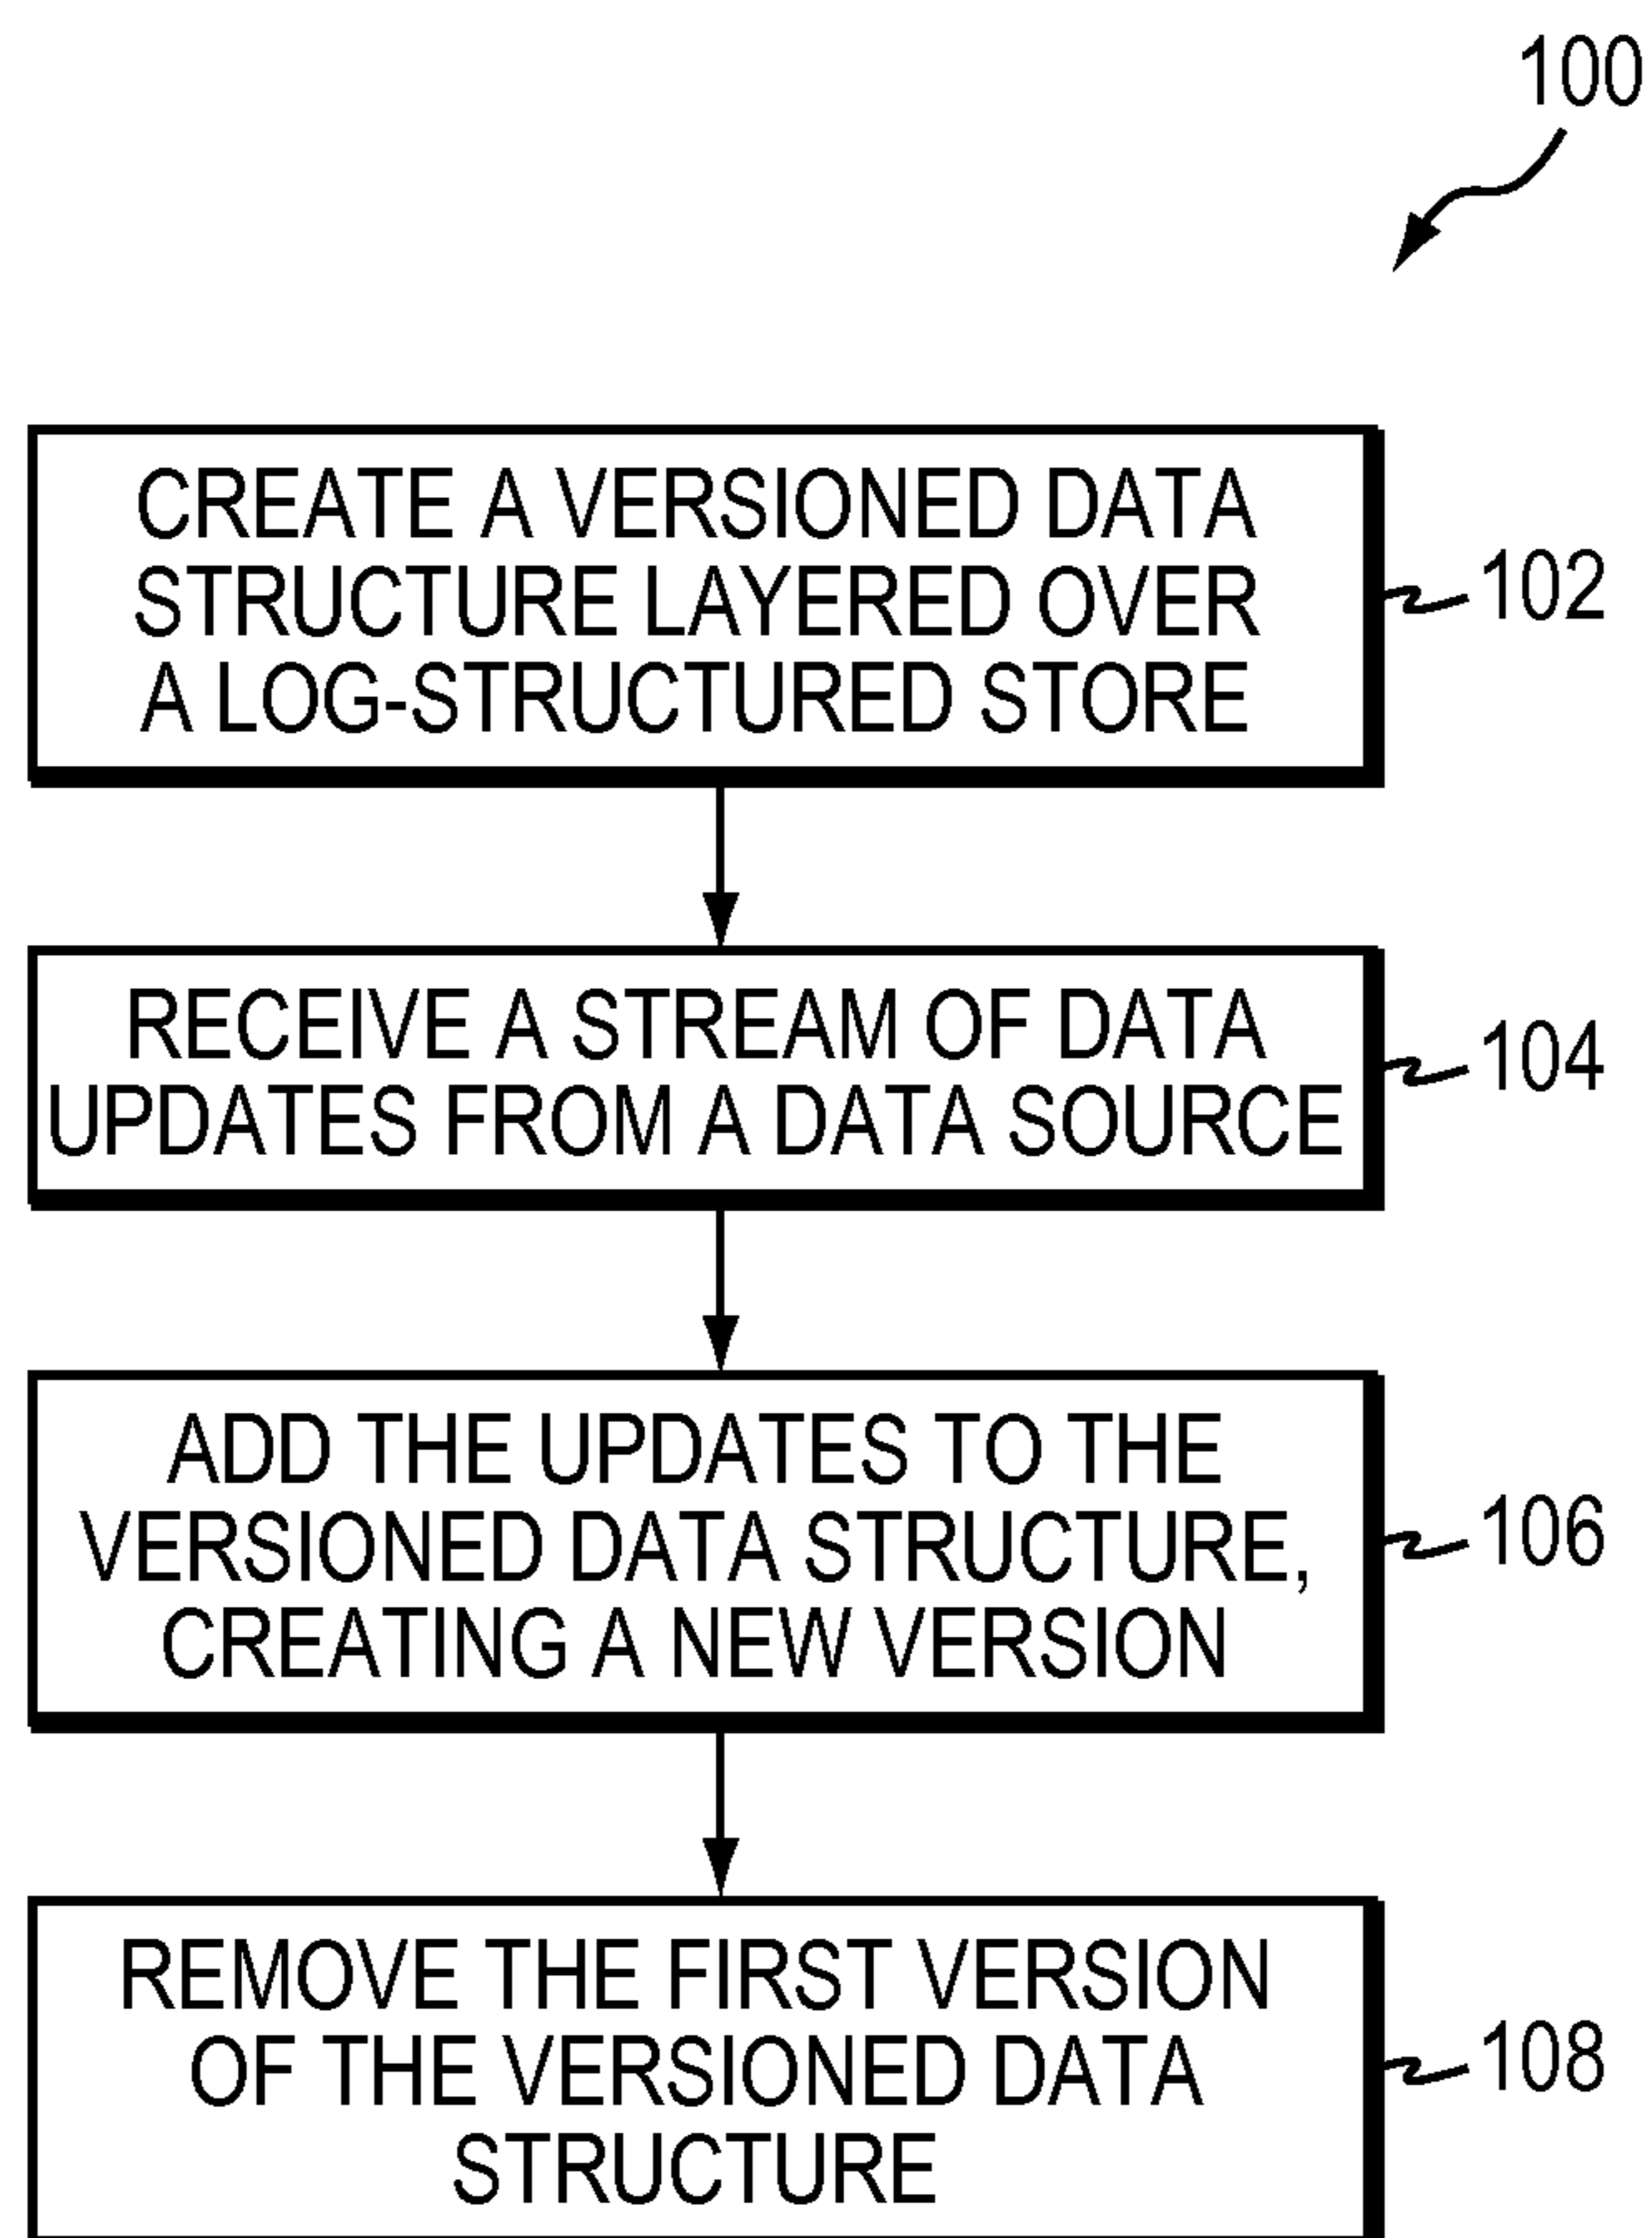 100
CREATE A VERSIONED DATA
STRUCTURE LAYERED OVER
A LOG-STRUCTURED STORE
102
RECEIVE A STREAM OF DATA
UPDATES FROM A DATA SOURCE
104
ADD THE UPDATES TO THE
VERSIONED DATA STRUCTURE,
CREATING A NEW VERSION
106
REMOVE THE FIRST VERSION
OF THE VERSIONED DATA
STRUCTURE
108